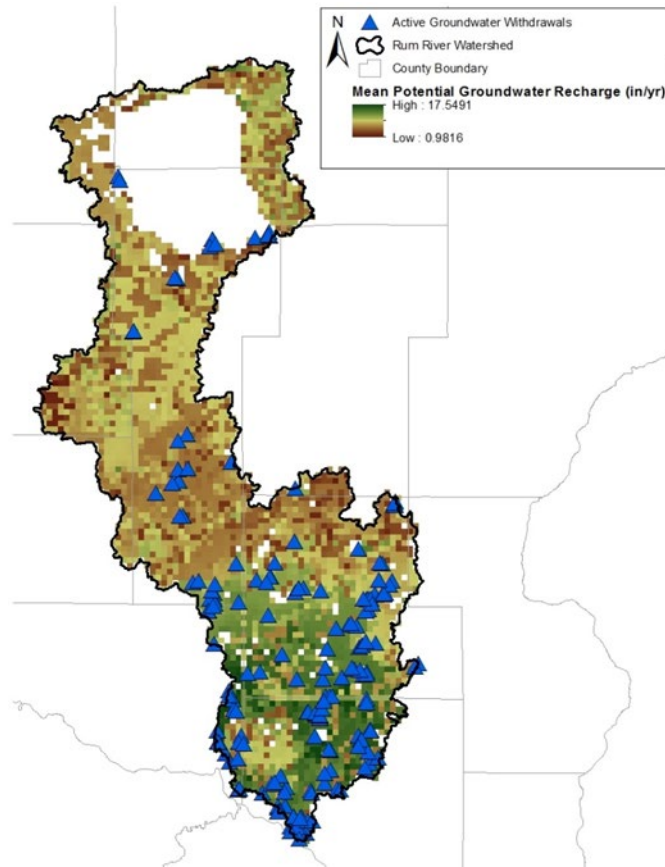 N
Active Groundwater Withdrawals
Rum River Watershed
County Boundary
Mean Potential Groundwater Recharge (in/yr)
High : 17.5491
Low : 0.9816